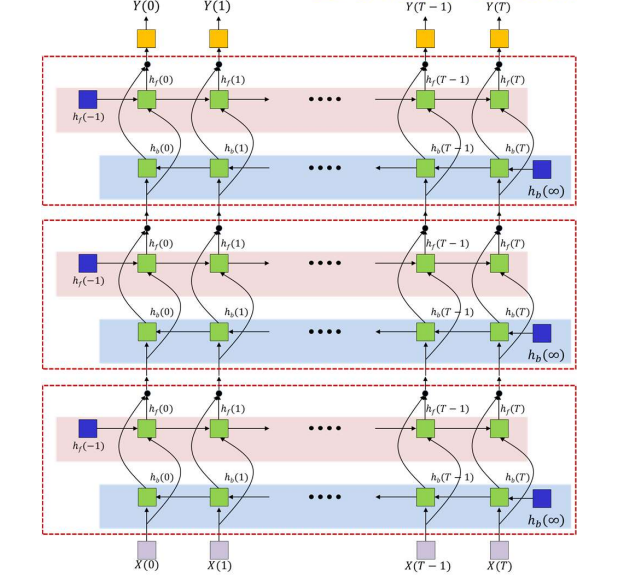 Y(0) Y(1) Y(T−1) Y(T)
h_f(0) h_f(1) h_f(T−1) h_f(T)
h_f(−1)
h_b(0) h_b(1) h_b(T−1) h_b(T)
h_b(∞)
h_f(0) h_f(1) h_f(T−1) h_f(T)
h_f(−1)
h_b(0) h_b(1) h_b(T−1) h_b(T)
h_b(∞)
h_f(0) h_f(1) h_f(T−1) h_f(T)
h_f(−1)
h_b(0) h_b(1) h_b(T−1) h_b(T)
h_b(∞)
X(0) X(1) X(T−1) X(T)